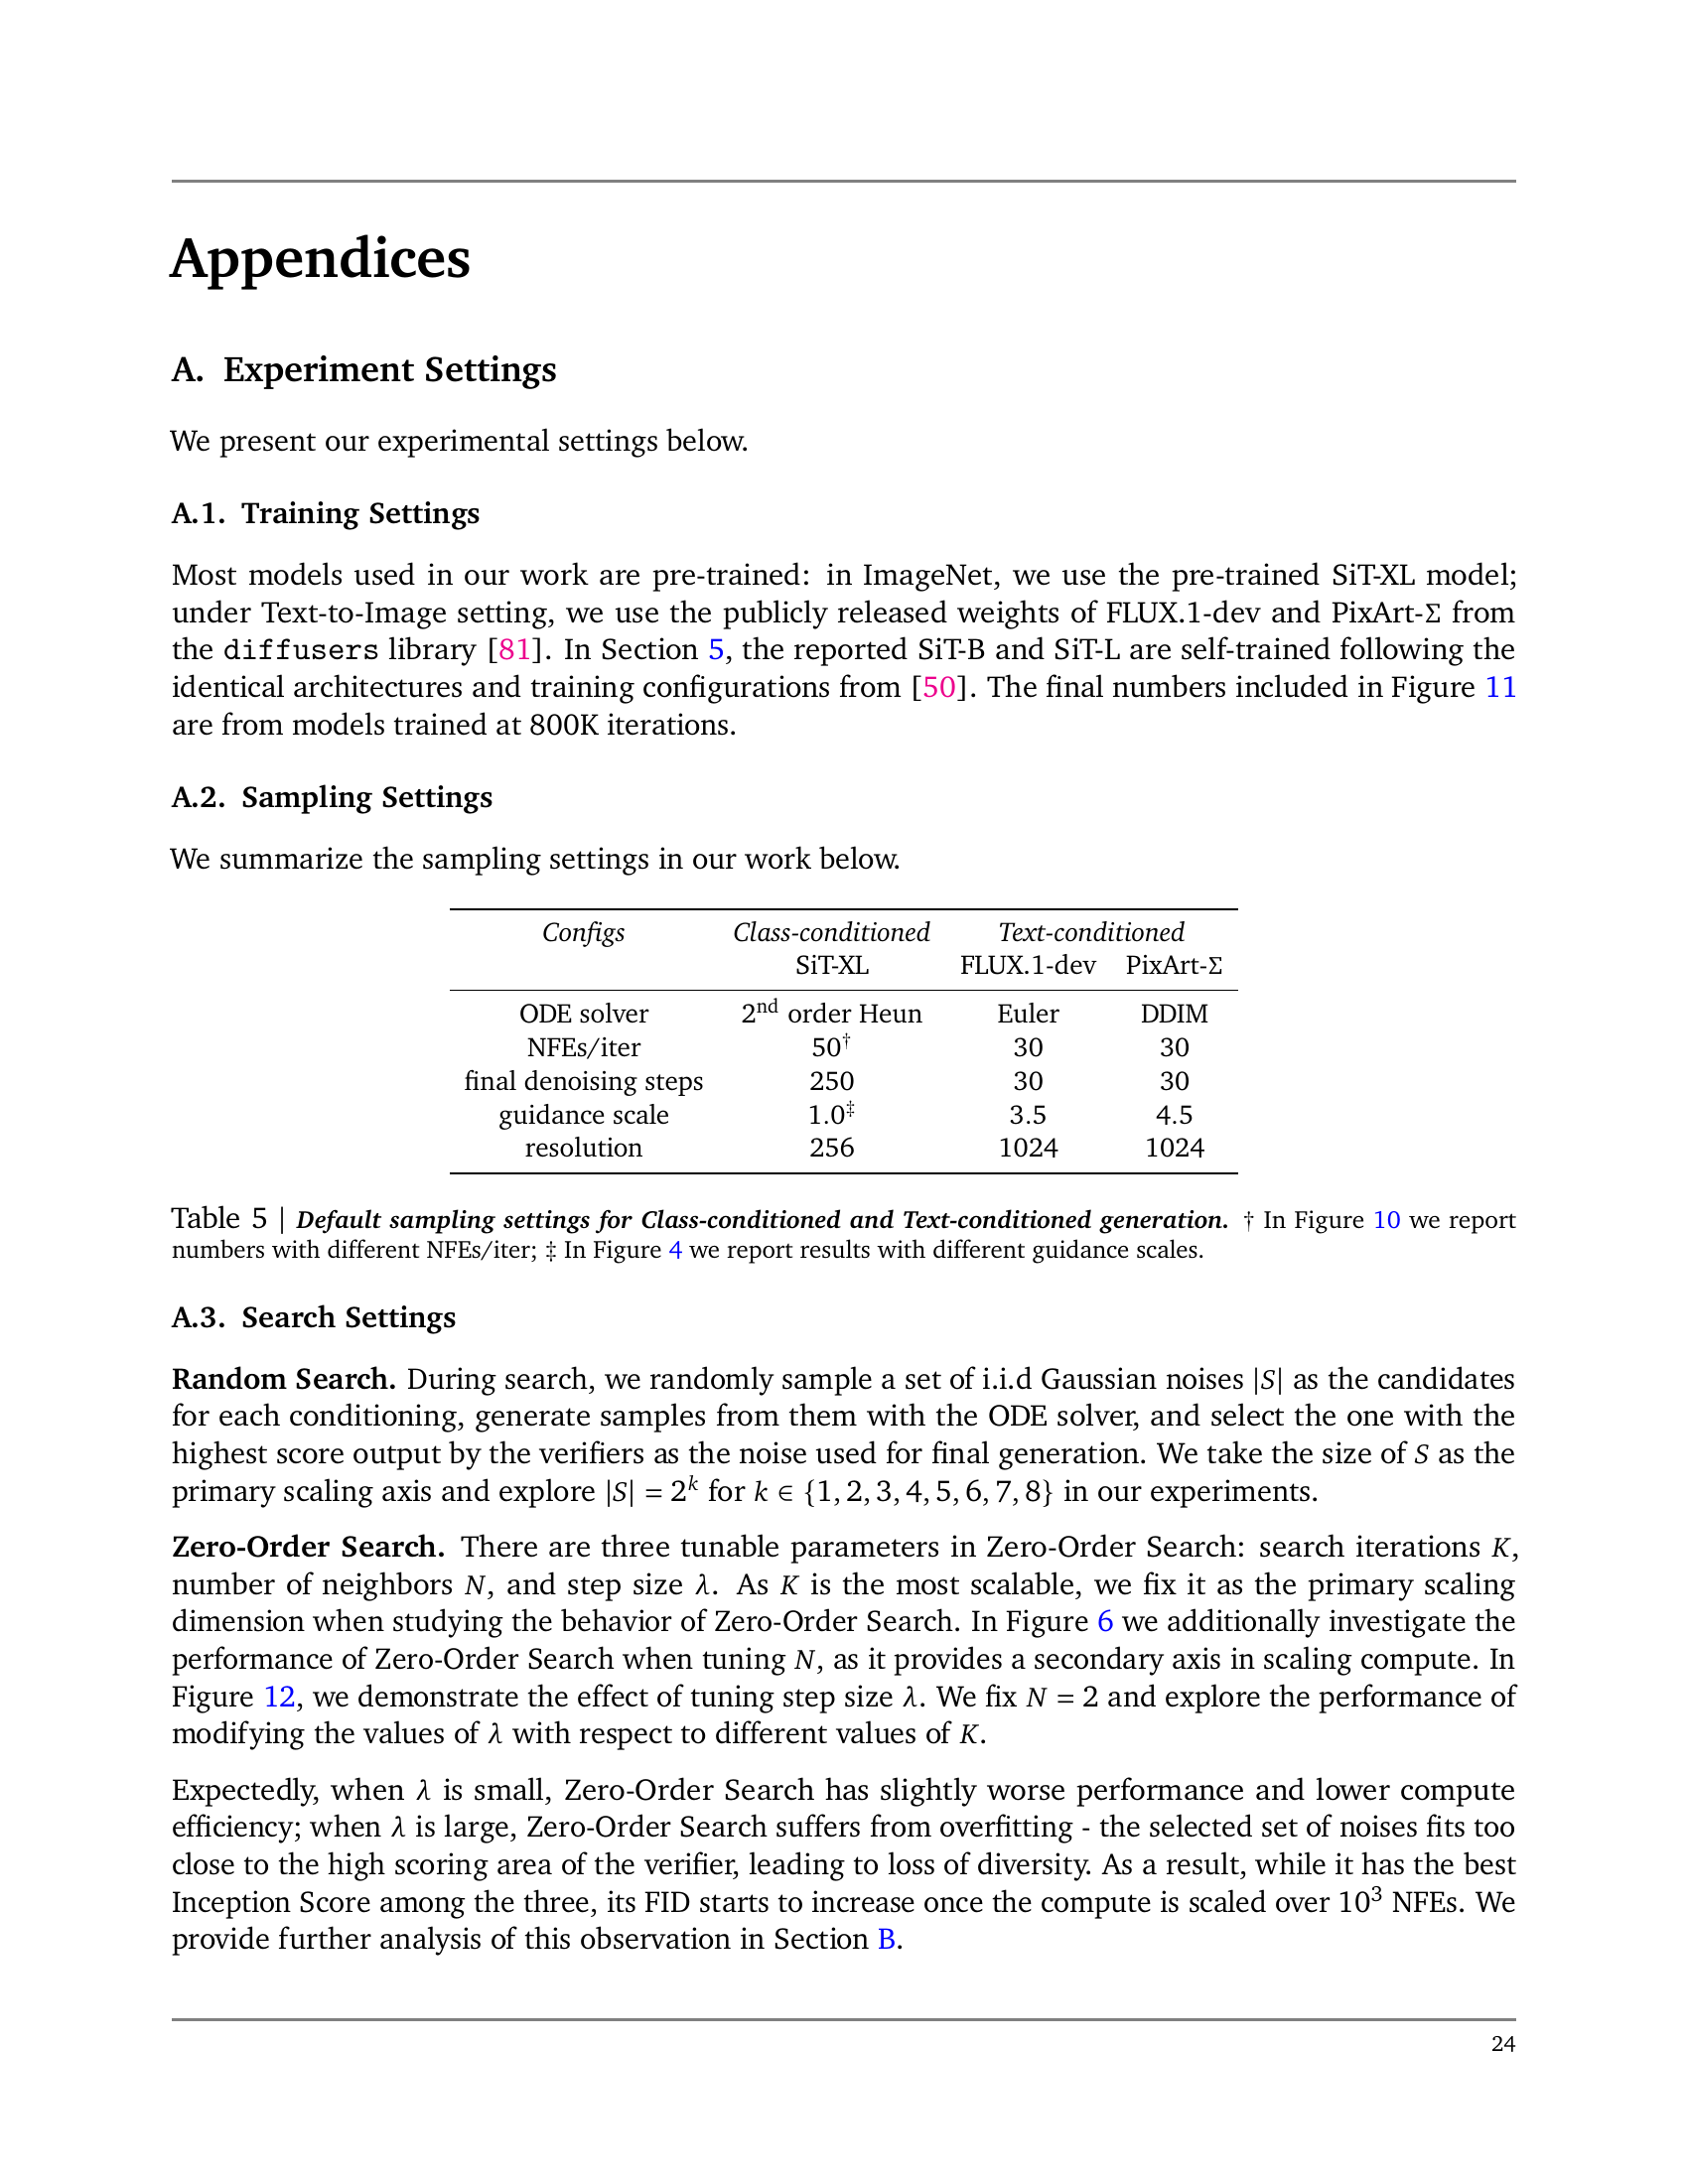 Appendices
A. Experiment Settings
We present our experimental settings below.
A.1. Training Settings
Most models used in our work are pre-trained: in ImageNet, we use the pre-trained SiT-XL model;
under Text-to-Image setting, we use the publicly released weights of FLUX.1-dev and PixArt-Σ from
the diffusers library [81]. In Section 5, the reported SiT-B and SiT-L are self-trained following the
identical architectures and training configurations from [50]. The final numbers included in Figure 11
are from models trained at 800K iterations.
A.2. Sampling Settings
We summarize the sampling settings in our work below.
Configs Class-conditioned Text-conditioned
SiT-XL FLUX.1-dev PixArt-Σ
ODE solver 2nd order Heun Euler DDIM
NFEs/iter 50† 30 30
final denoising steps 250 30 30
guidance scale 1.0‡ 3.5 4.5
resolution 256 1024 1024
Table 5 | Default sampling settings for Class-conditioned and Text-conditioned generation. † In Figure 10 we report
numbers with different NFEs/iter; ‡ In Figure 4 we report results with different guidance scales.
A.3. Search Settings
Random Search. During search, we randomly sample a set of i.i.d Gaussian noises |S| as the candidates
for each conditioning, generate samples from them with the ODE solver, and select the one with the
highest score output by the verifiers as the noise used for final generation. We take the size of S as the
primary scaling axis and explore |S| = 2^k for k ∈ {1, 2, 3, 4, 5, 6, 7, 8} in our experiments.
Zero-Order Search. There are three tunable parameters in Zero-Order Search: search iterations K,
number of neighbors N, and step size λ. As K is the most scalable, we fix it as the primary scaling
dimension when studying the behavior of Zero-Order Search. In Figure 6 we additionally investigate the
performance of Zero-Order Search when tuning N, as it provides a secondary axis in scaling compute. In
Figure 12, we demonstrate the effect of tuning step size λ. We fix N = 2 and explore the performance of
modifying the values of λ with respect to different values of K.
Expectedly, when λ is small, Zero-Order Search has slightly worse performance and lower compute
efficiency; when λ is large, Zero-Order Search suffers from overfitting - the selected set of noises fits too
close to the high scoring area of the verifier, leading to loss of diversity. As a result, while it has the best
Inception Score among the three, its FID starts to increase once the compute is scaled over 10³ NFEs. We
provide further analysis of this observation in Section B.
24